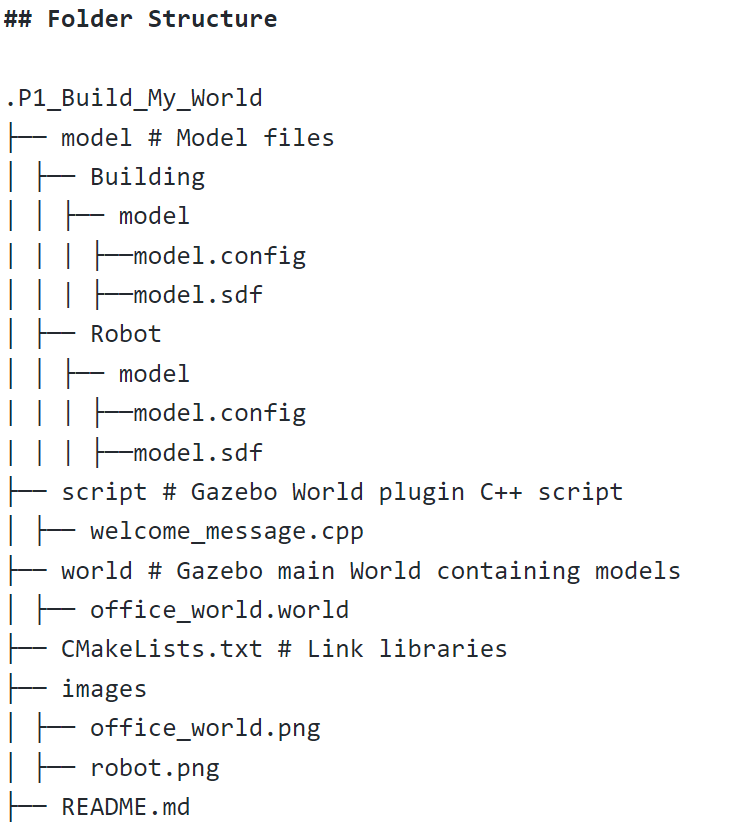 ## Folder Structure
.P1_Build_My_World
├── model # Model files
│ ├── Building
│ │ ├── model
│ │ │ ├──model.config
│ │ │ ├──model.sdf
│ ├── Robot
│ │ ├── model
│ │ │ ├──model.config
│ │ │ ├──model.sdf
├── script # Gazebo World plugin C++ script
│ ├── welcome_message.cpp
├── world # Gazebo main World containing models
│ ├── office_world.world
├── CMakeLists.txt # Link libraries
├── images
│ ├── office_world.png
│ ├── robot.png
├── README.md